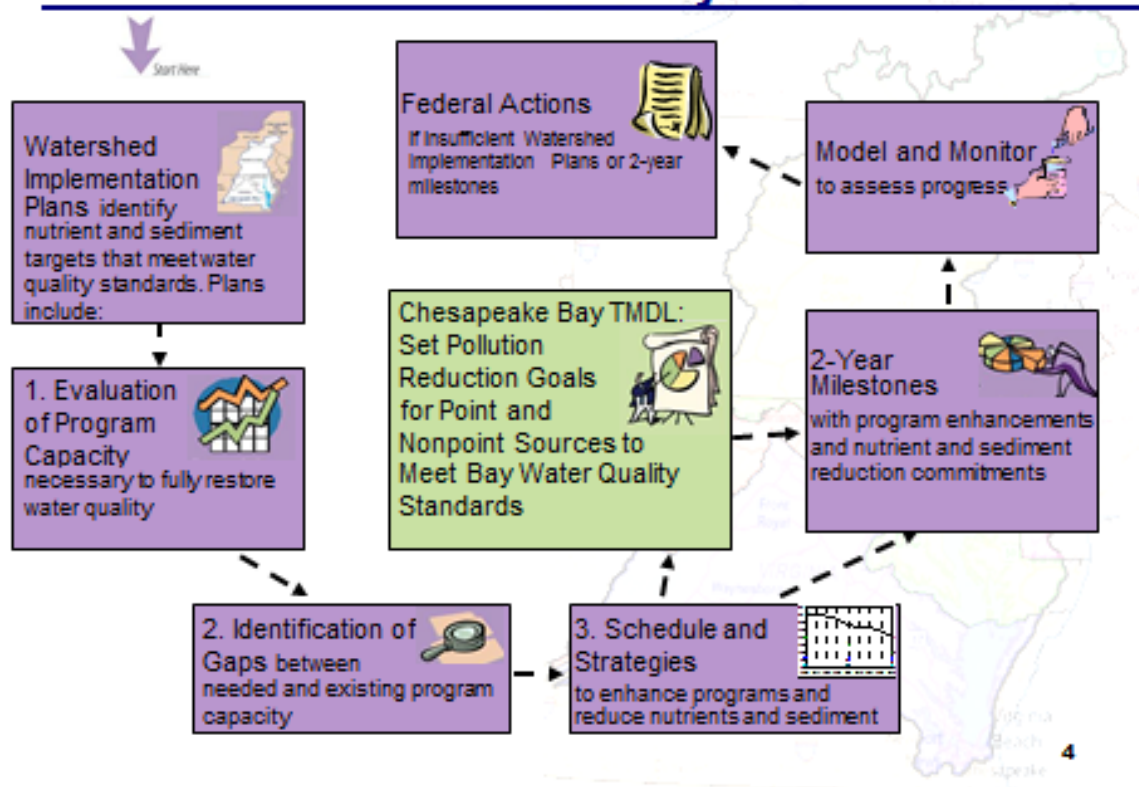 Start Here
Watershed
Implementation
Plans identify
nutrient and sediment
targets that meet water
quality standards. Plans
include:
1. Evaluation
of Program
Capacity
necessary to fully restore
water quality
2. Identification of
Gaps between
needed and existing program
capacity
3. Schedule and
Strategies
to enhance programs and
reduce nutrients and sediment
Chesapeake Bay TMDL:
Set Pollution
Reduction Goals
for Point and
Nonpoint Sources to
Meet Bay Water Quality
Standards
2-Year
Milestones
with program enhancements
and nutrient and sediment
reduction commitments
Model and Monitor
to assess progress
Federal Actions
If Insufficient Watershed
Implementation Plans or 2-year
milestones
Virginia
Beach
4